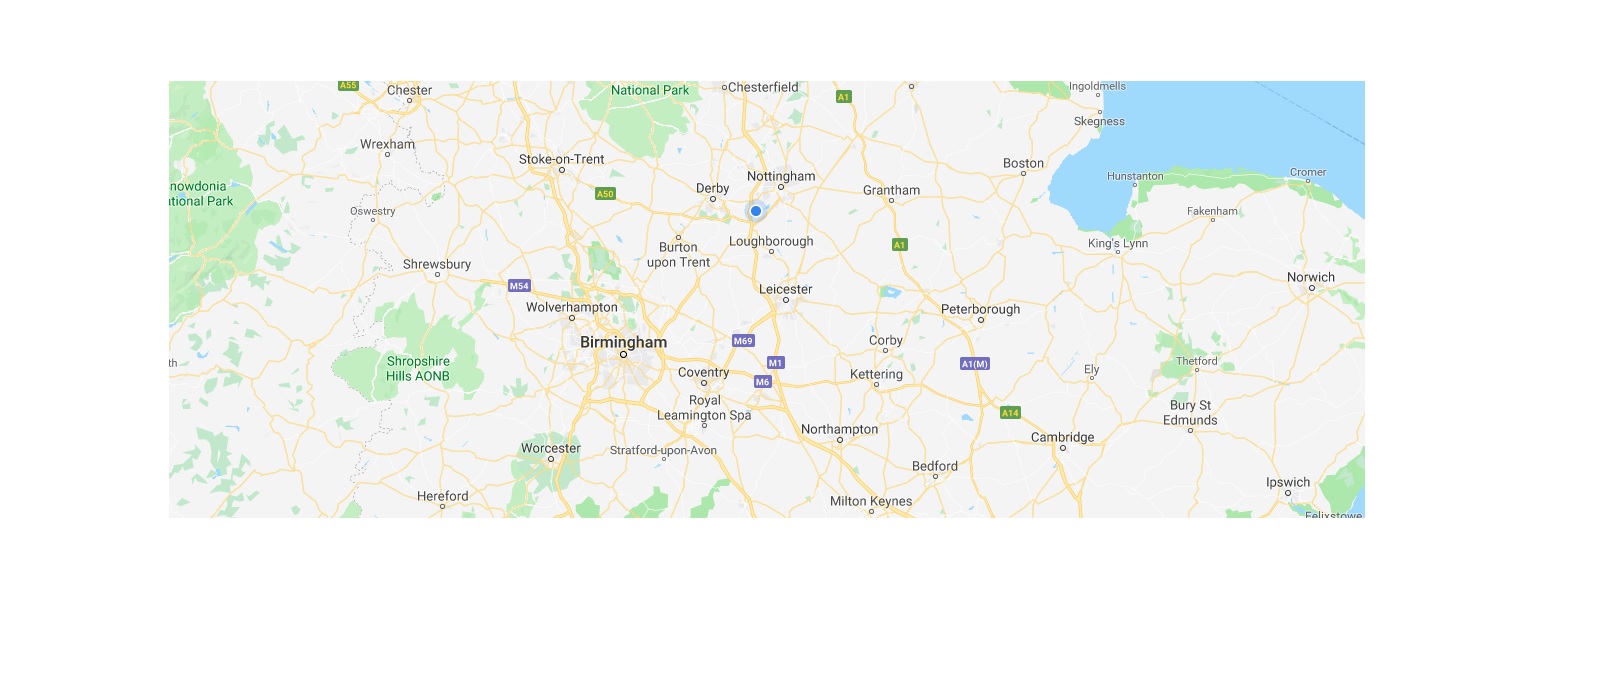 A55
Chester
National Park
Chesterfield
A1
Ingoldmells
Skegness
Wrexham
Stoke-on-Trent
Boston
Nottingham
Hunstanton
Cromer
nowdonia
ational Park
A50
Derby
Grantham
Oswestry
Fakenham
Loughborough
A1
King's Lynn
Burton
upon Trent
Shrewsbury
Norwich
M54
Leicester
Wolverhampton
Peterborough
Birmingham
M69
Corby
th
Shropshire
Hills AONB
M1
A1(M)
Thetford
Ely
Coventry
M6
Kettering
Royal
Leamington Spa
A14
Bury St
Edmunds
Northampton
Cambridge
Worcester
Stratford-upon-Avon
Bedford
Ipswich
Hereford
Milton Keynes
Felixstowe